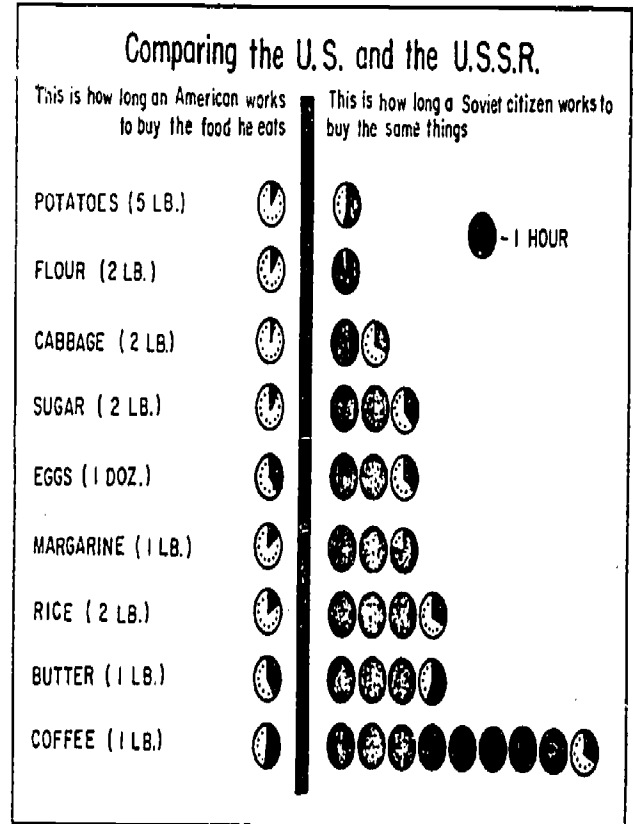 Comparing the U.S. and the U.S.S.R.
This is how long an American works
to buy the food he eats
This is how long a Soviet citizen works to
buy the same things
POTATOES (5 LB.)
- 1 HOUR
FLOUR (2 LB.)
CABBAGE (2 LB.)
SUGAR (2 LB.)
EGGS (1 DOZ.)
MARGARINE (1 LB.)
RICE (2 LB.)
BUTTER (1 LB.)
COFFEE (1 LB.)